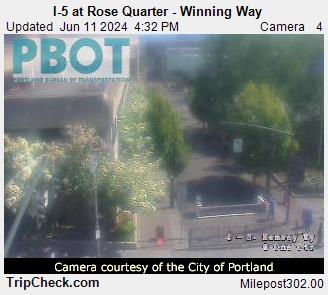 I-5 at Rose Quarter - Winning Way
Updated  Jun 11 2024  4:32 PM
Camera  4
PBOT
PORTLAND BUREAU OF TRANSPORTATION
Camera courtesy of the City of Portland
TripCheck.com
Milepost302.00